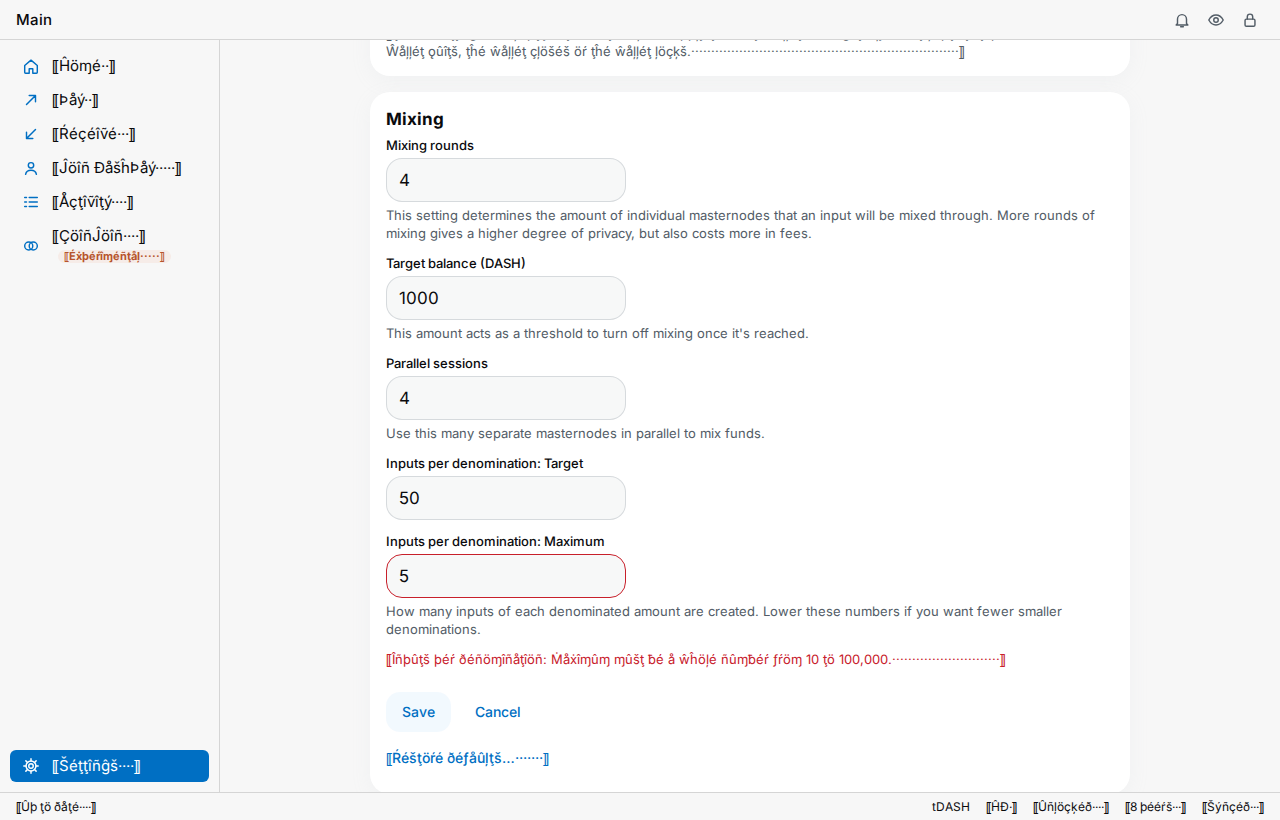 Main
⟦Ĥöɱé··⟧
⟦Þåý··⟧
⟦Ŕéçéîṽé···⟧
⟦Ĵöîñ ÐåšĥÞåý·····⟧
⟦Åçţîṽîţý····⟧
⟦ÇöîñĴöîñ····⟧
⟦Éẋþéŕîɱéñţåļ·····⟧
⟦Šéţţîñĝš····⟧
Ŵåļļéţ ǫûîţš, ţĥé ŵåļļéţ çļöšéš öŕ ţĥé ŵåļļéţ ļöçķš.··································································⟧
Mixing
Mixing rounds
4
This setting determines the amount of individual masternodes that an input will be mixed through. More rounds of
mixing gives a higher degree of privacy, but also costs more in fees.
Target balance (DASH)
1000
This amount acts as a threshold to turn off mixing once it's reached.
Parallel sessions
4
Use this many separate masternodes in parallel to mix funds.
Inputs per denomination: Target
50
Inputs per denomination: Maximum
5
How many inputs of each denominated amount are created. Lower these numbers if you want fewer smaller
denominations.
⟦Îñþûţš þéŕ ðéñöɱîñåţîöñ: Ṁåẋîɱûɱ ɱûšţ ƀé å ŵĥöļé ñûɱƀéŕ ƒŕöɱ 10 ţö 100,000.···························⟧
Save
Cancel
⟦Ŕéšţöŕé ðéƒåûļţš…·······⟧
⟦Ûþ ţö ðåţé····⟧
tDASH
⟦ĤÐ·⟧
⟦Ûñļöçķéð····⟧
⟦8 þééŕš···⟧
⟦Šýñçéð···⟧